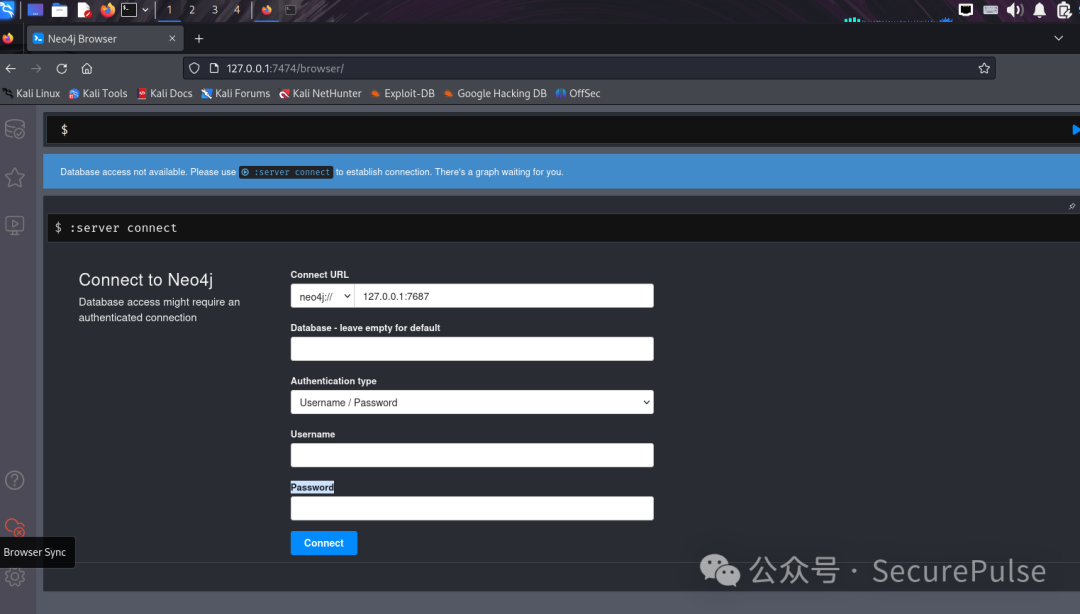 1 2 3 4
Neo4j Browser
127.0.0.1:7474/browser/
Kali Linux Kali Tools Kali Docs Kali Forums Kali NetHunter Exploit-DB Google Hacking DB OffSec
$
Database access not available. Please use :server connect to establish connection. There's a graph waiting for you.
$ :server connect
Connect to Neo4j
Database access might require an
authenticated connection
Connect URL
neo4j:// 127.0.0.1:7687
Database - leave empty for default
Authentication type
Username / Password
Username
Password
Connect
Browser Sync
公众号 · SecurePulse